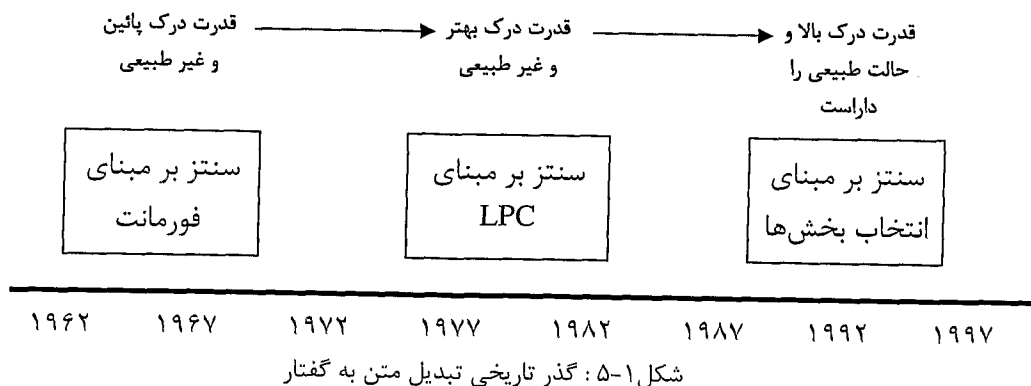 قدرت درک پائین
و غیر طبیعی
قدرت درک بهتر
و غیر طبیعی
قدرت درک بالا و
حالت طبیعی را
داراست
سنتز بر مبنای
فورمانت
سنتز بر مبنای
LPC
سنتز بر مبنای
انتخاب بخش‌ها
۱۹۶۲ ۱۹۶۷ ۱۹۷۲ ۱۹۷۷ ۱۹۸۲ ۱۹۸۷ ۱۹۹۲ ۱۹۹۷
شکل۱-۵ : گذر تاریخی تبدیل متن به گفتار